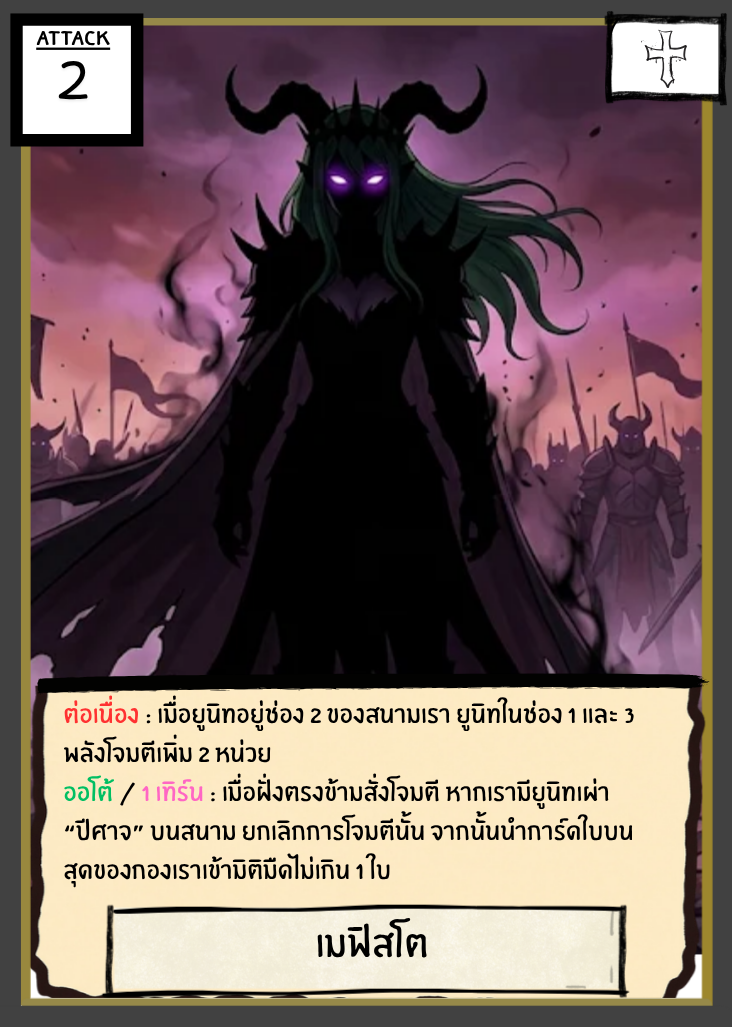 ATTACK
2
ต่อเนื่อง : เมื่อยูนิทอยู่ช่อง 2 ของสนามเรา ยูนิทในช่อง 1 และ 3
พลังโจมตีเพิ่ม 2 หน่วย
ออโต้ / 1 เทิร์น : เมื่อฝั่งตรงข้ามสั่งโจมตี หากเรามียูนิทเผ่า
“ปีศาจ” บนสนาม ยกเลิกการโจมตีนั้น จากนั้นนำการ์ดใบบน
สุดของกองเราเข้ามิติมืดไม่เกิน 1 ใบ
เมฟิสโต